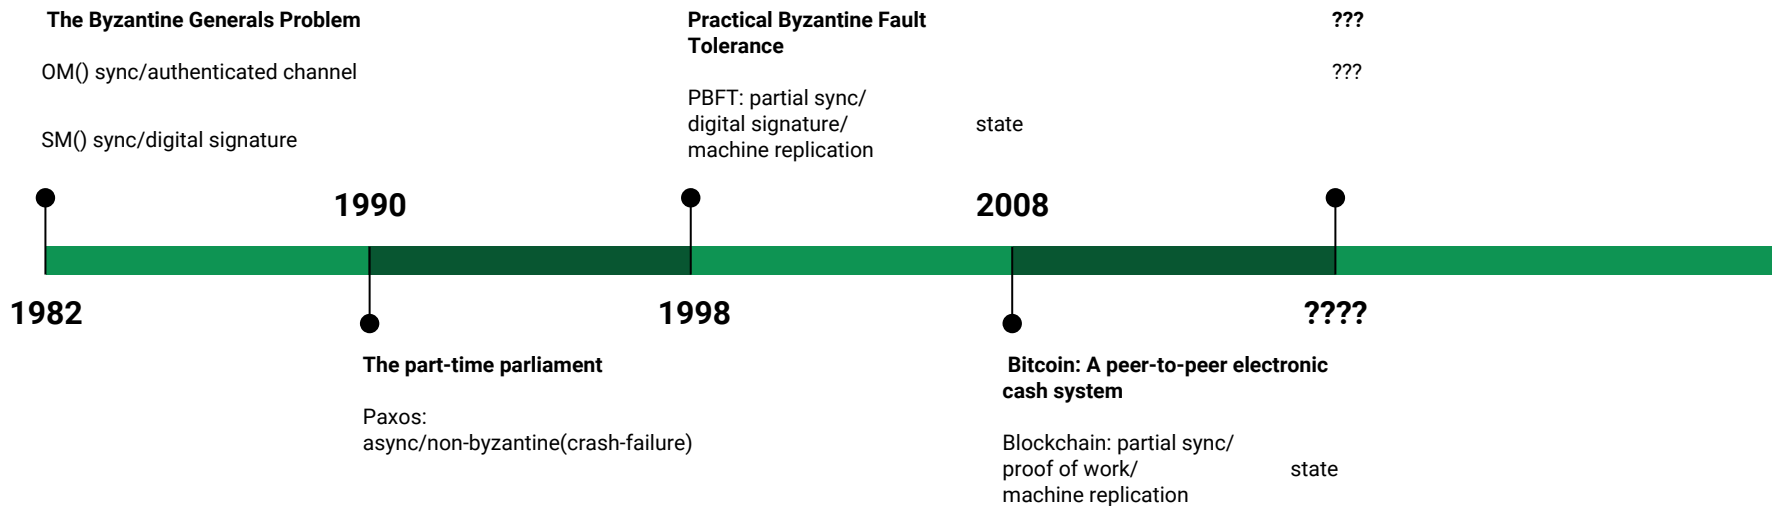 The Byzantine Generals Problem
OM() sync/authenticated channel
SM() sync/digital signature
1982
1990
The part-time parliament
Paxos:
async/non-byzantine(crash-failure)
Practical Byzantine Fault
Tolerance
PBFT: partial sync/
digital signature/ state
machine replication
1998
2008
Bitcoin: A peer-to-peer electronic
cash system
Blockchain: partial sync/
proof of work/ state
machine replication
???
???
????